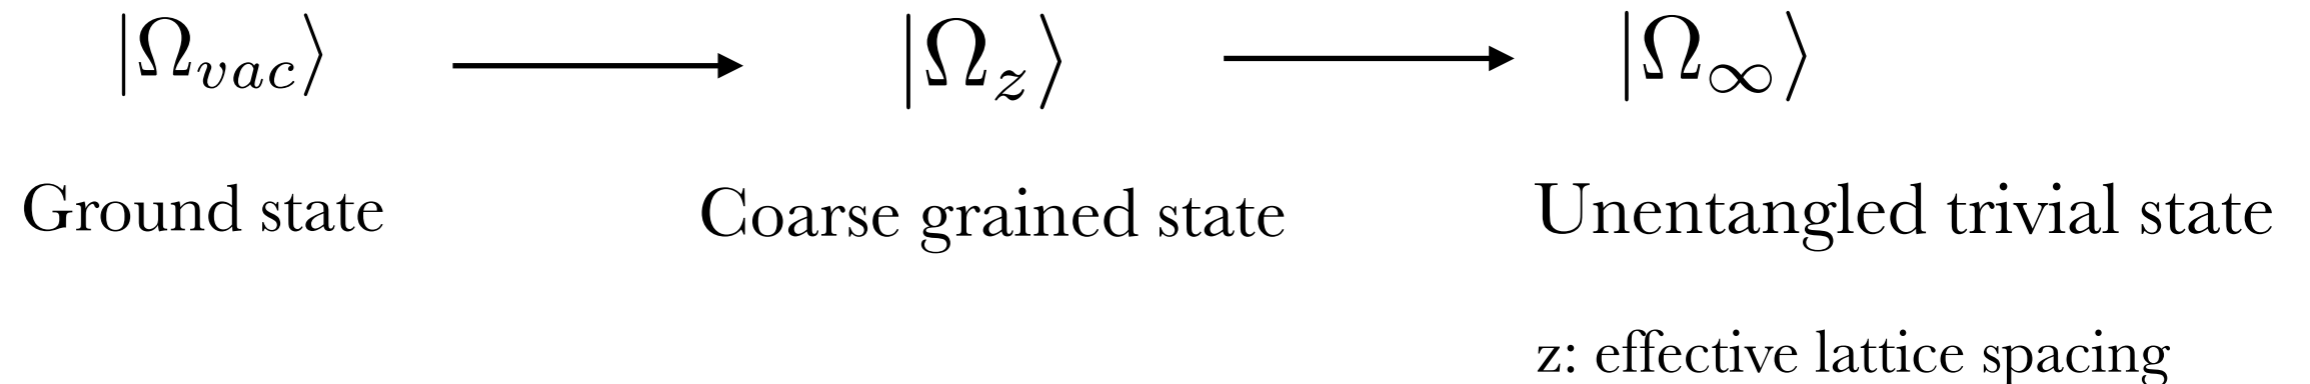 |Ω_{vac}⟩ ⟶ |Ω_z⟩ ⟶ |Ω_∞⟩
Ground state Coarse grained state Unentangled trivial state
z: effective lattice spacing